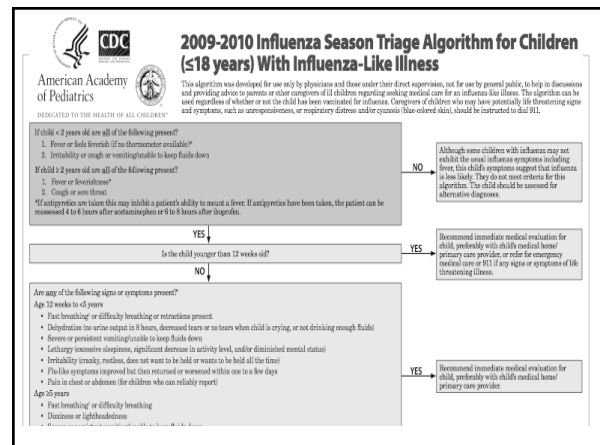 CDC
American Academy
of Pediatrics
DEDICATED TO THE HEALTH OF ALL CHILDREN®
2009-2010 Influenza Season Triage Algorithm for Children
(≤18 years) With Influenza-Like Illness
This algorithm was developed for use only by physicians and those under their direct supervision, not for use by general public, to help in discussions
and providing advice to parents or other caregivers of ill children regarding seeking medical care for an influenza-like illness. The algorithm can be
used regardless of whether or not the child has been vaccinated for influenza. Caregivers of children who may have potentially life threatening signs
and symptoms, such as unresponsiveness, or respiratory distress and/or cyanosis (blue-colored skin), should be instructed to dial 911.
If child < 2 years old are all of the following present?
1. Fever or feels feverish (if no thermometer available)*
2. Irritability or cough or vomiting/unable to keep fluids down
If child ≥ 2 years old are all of the following present?
1. Fever or feverishness*
2. Cough or sore throat
*If antipyretics are taken this may inhibit a patient's ability to mount a fever. If antipyretics have been taken, the patient can be
reassessed 4 to 6 hours after acetaminophen or 6 to 8 hours after ibuprofen.
NO
Although some children with influenza may not
exhibit the usual influenza symptoms including
fever, this child's symptoms suggest that influenza
is less likely. They do not meet criteria for this
algorithm. The child should be assessed for
alternative diagnoses.
YES
Is the child younger than 12 weeks old?
YES
Recommend immediate medical evaluation for
child, preferably with child's medical home/
primary care provider, or refer for emergency
medical care or 911 if any signs or symptoms of life
threatening illness.
NO
Are any of the following signs or symptoms present?
Age 12 weeks to <5 years
• Fast breathing or difficulty breathing or retractions present
• Dehydration (no urine output in 8 hours, decreased tears or no tears when child is crying, or not drinking enough fluids)
• Severe or persistent vomiting/unable to keep fluids down
• Lethargy (excessive sleepiness, significant decrease in activity level, and/or diminished mental status)
• Irritability (cranky, restless, does not want to be held or wants to be held all the time)
• Flu-like symptoms improved but then returned or worsened within one to a few days
• Pain in chest or abdomen (for children who can reliably report)
Age ≥5 years
• Fast breathing or difficulty breathing
• Dizziness or lightheadedness
YES
Recommend immediate medical evaluation for
child, preferably with child's medical home/
primary care provider.